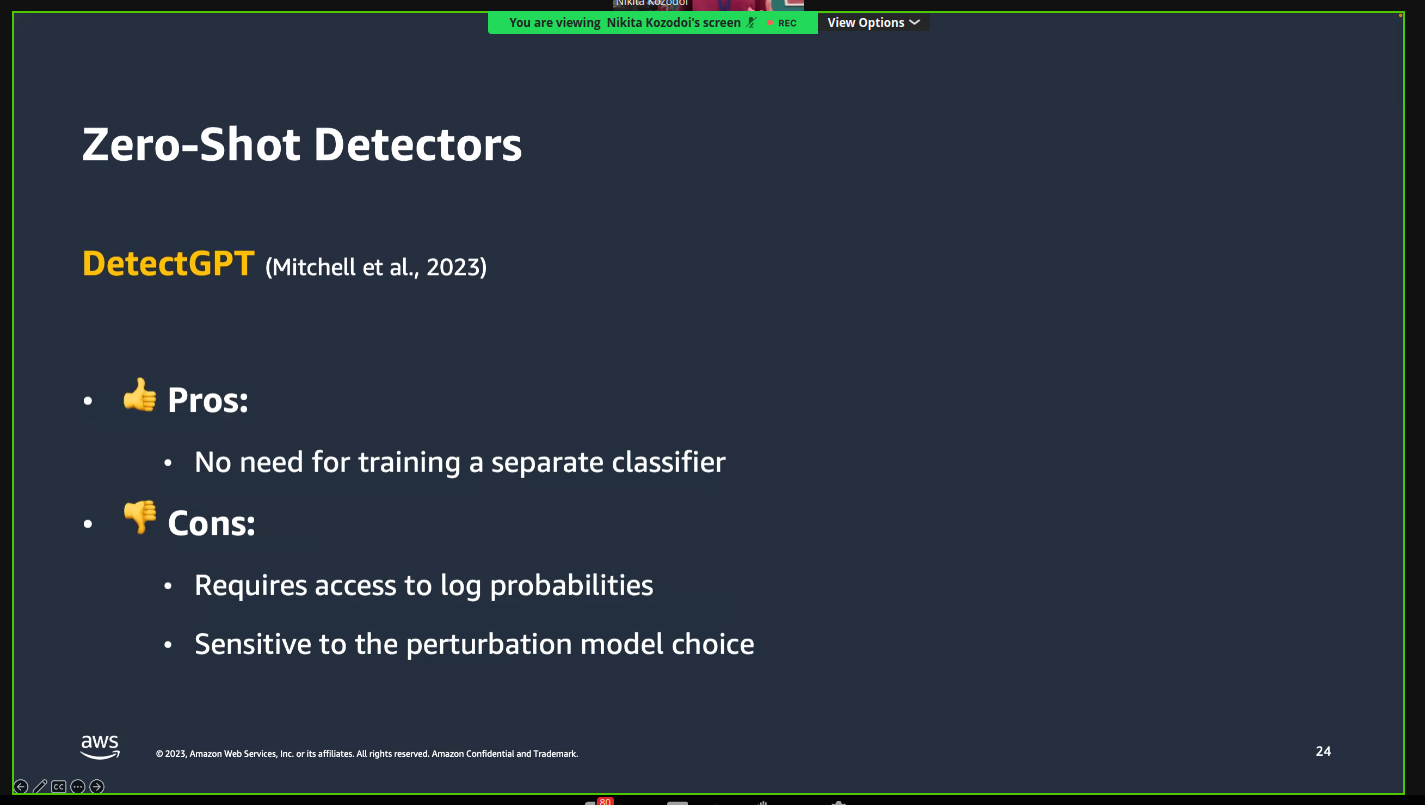 Nikita Kozodoi
You are viewing Nikita Kozodoi's screen REC View Options
Zero-Shot Detectors
DetectGPT (Mitchell et al., 2023)
• 👍 Pros:
• No need for training a separate classifier
• 👎 Cons:
• Requires access to log probabilities
• Sensitive to the perturbation model choice
aws © 2023, Amazon Web Services, Inc. or its affiliates. All rights reserved. Amazon Confidential and Trademark. 24
CC
80